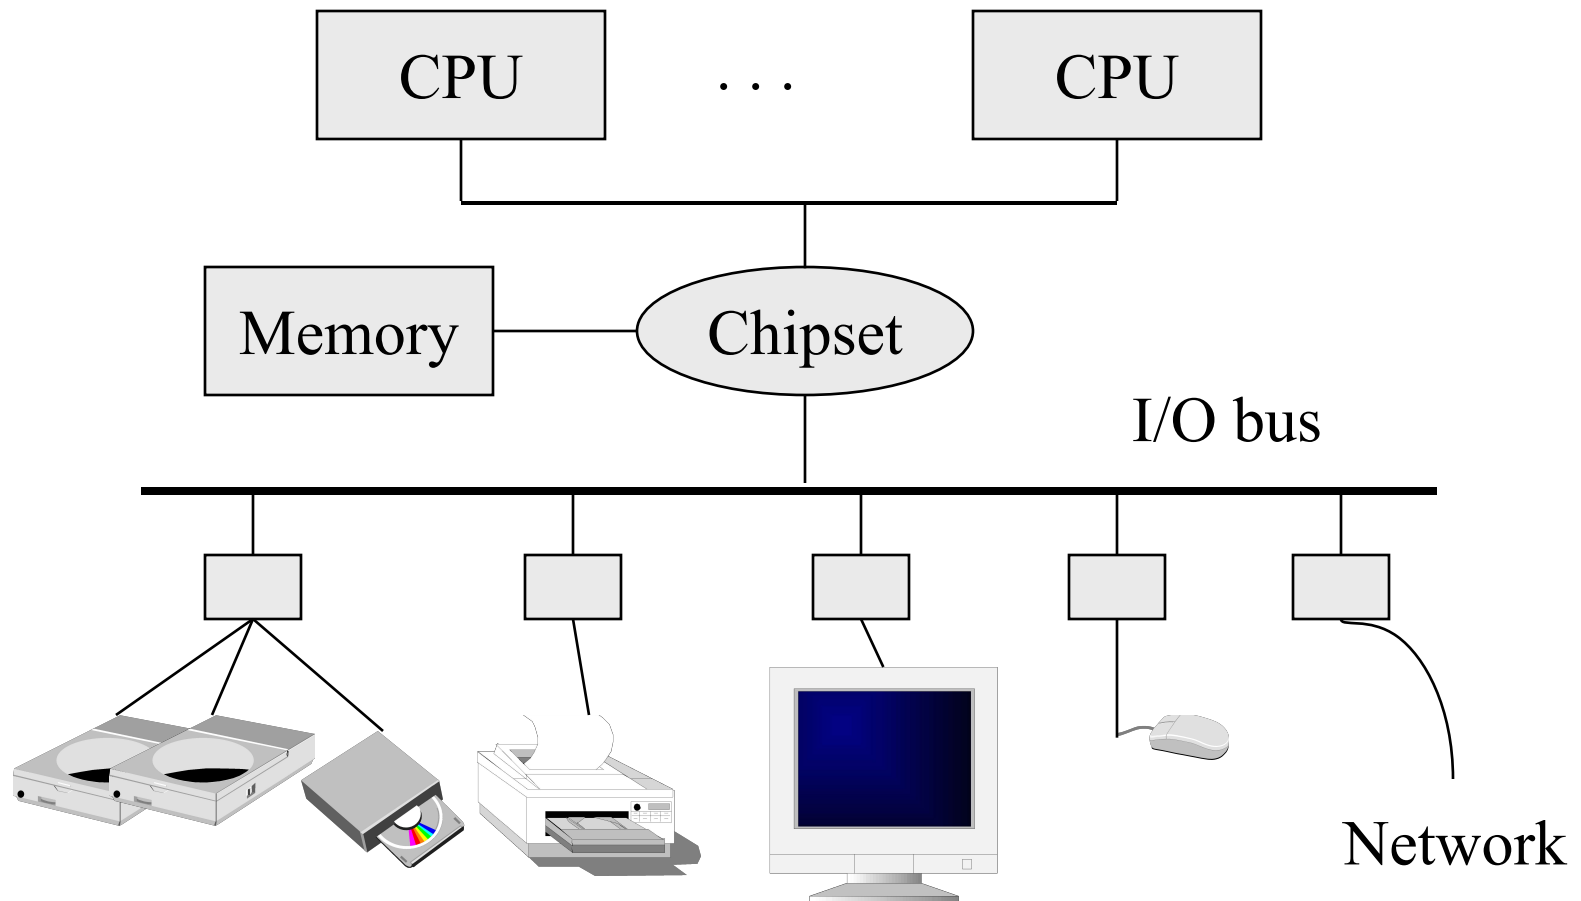 CPU . . . CPU
Memory Chipset
I/O bus
Network